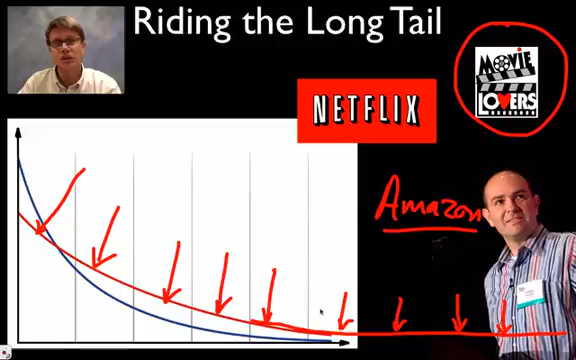 Riding the Long Tail
MOVIE
LOVERS
NETFLIX
Amazon